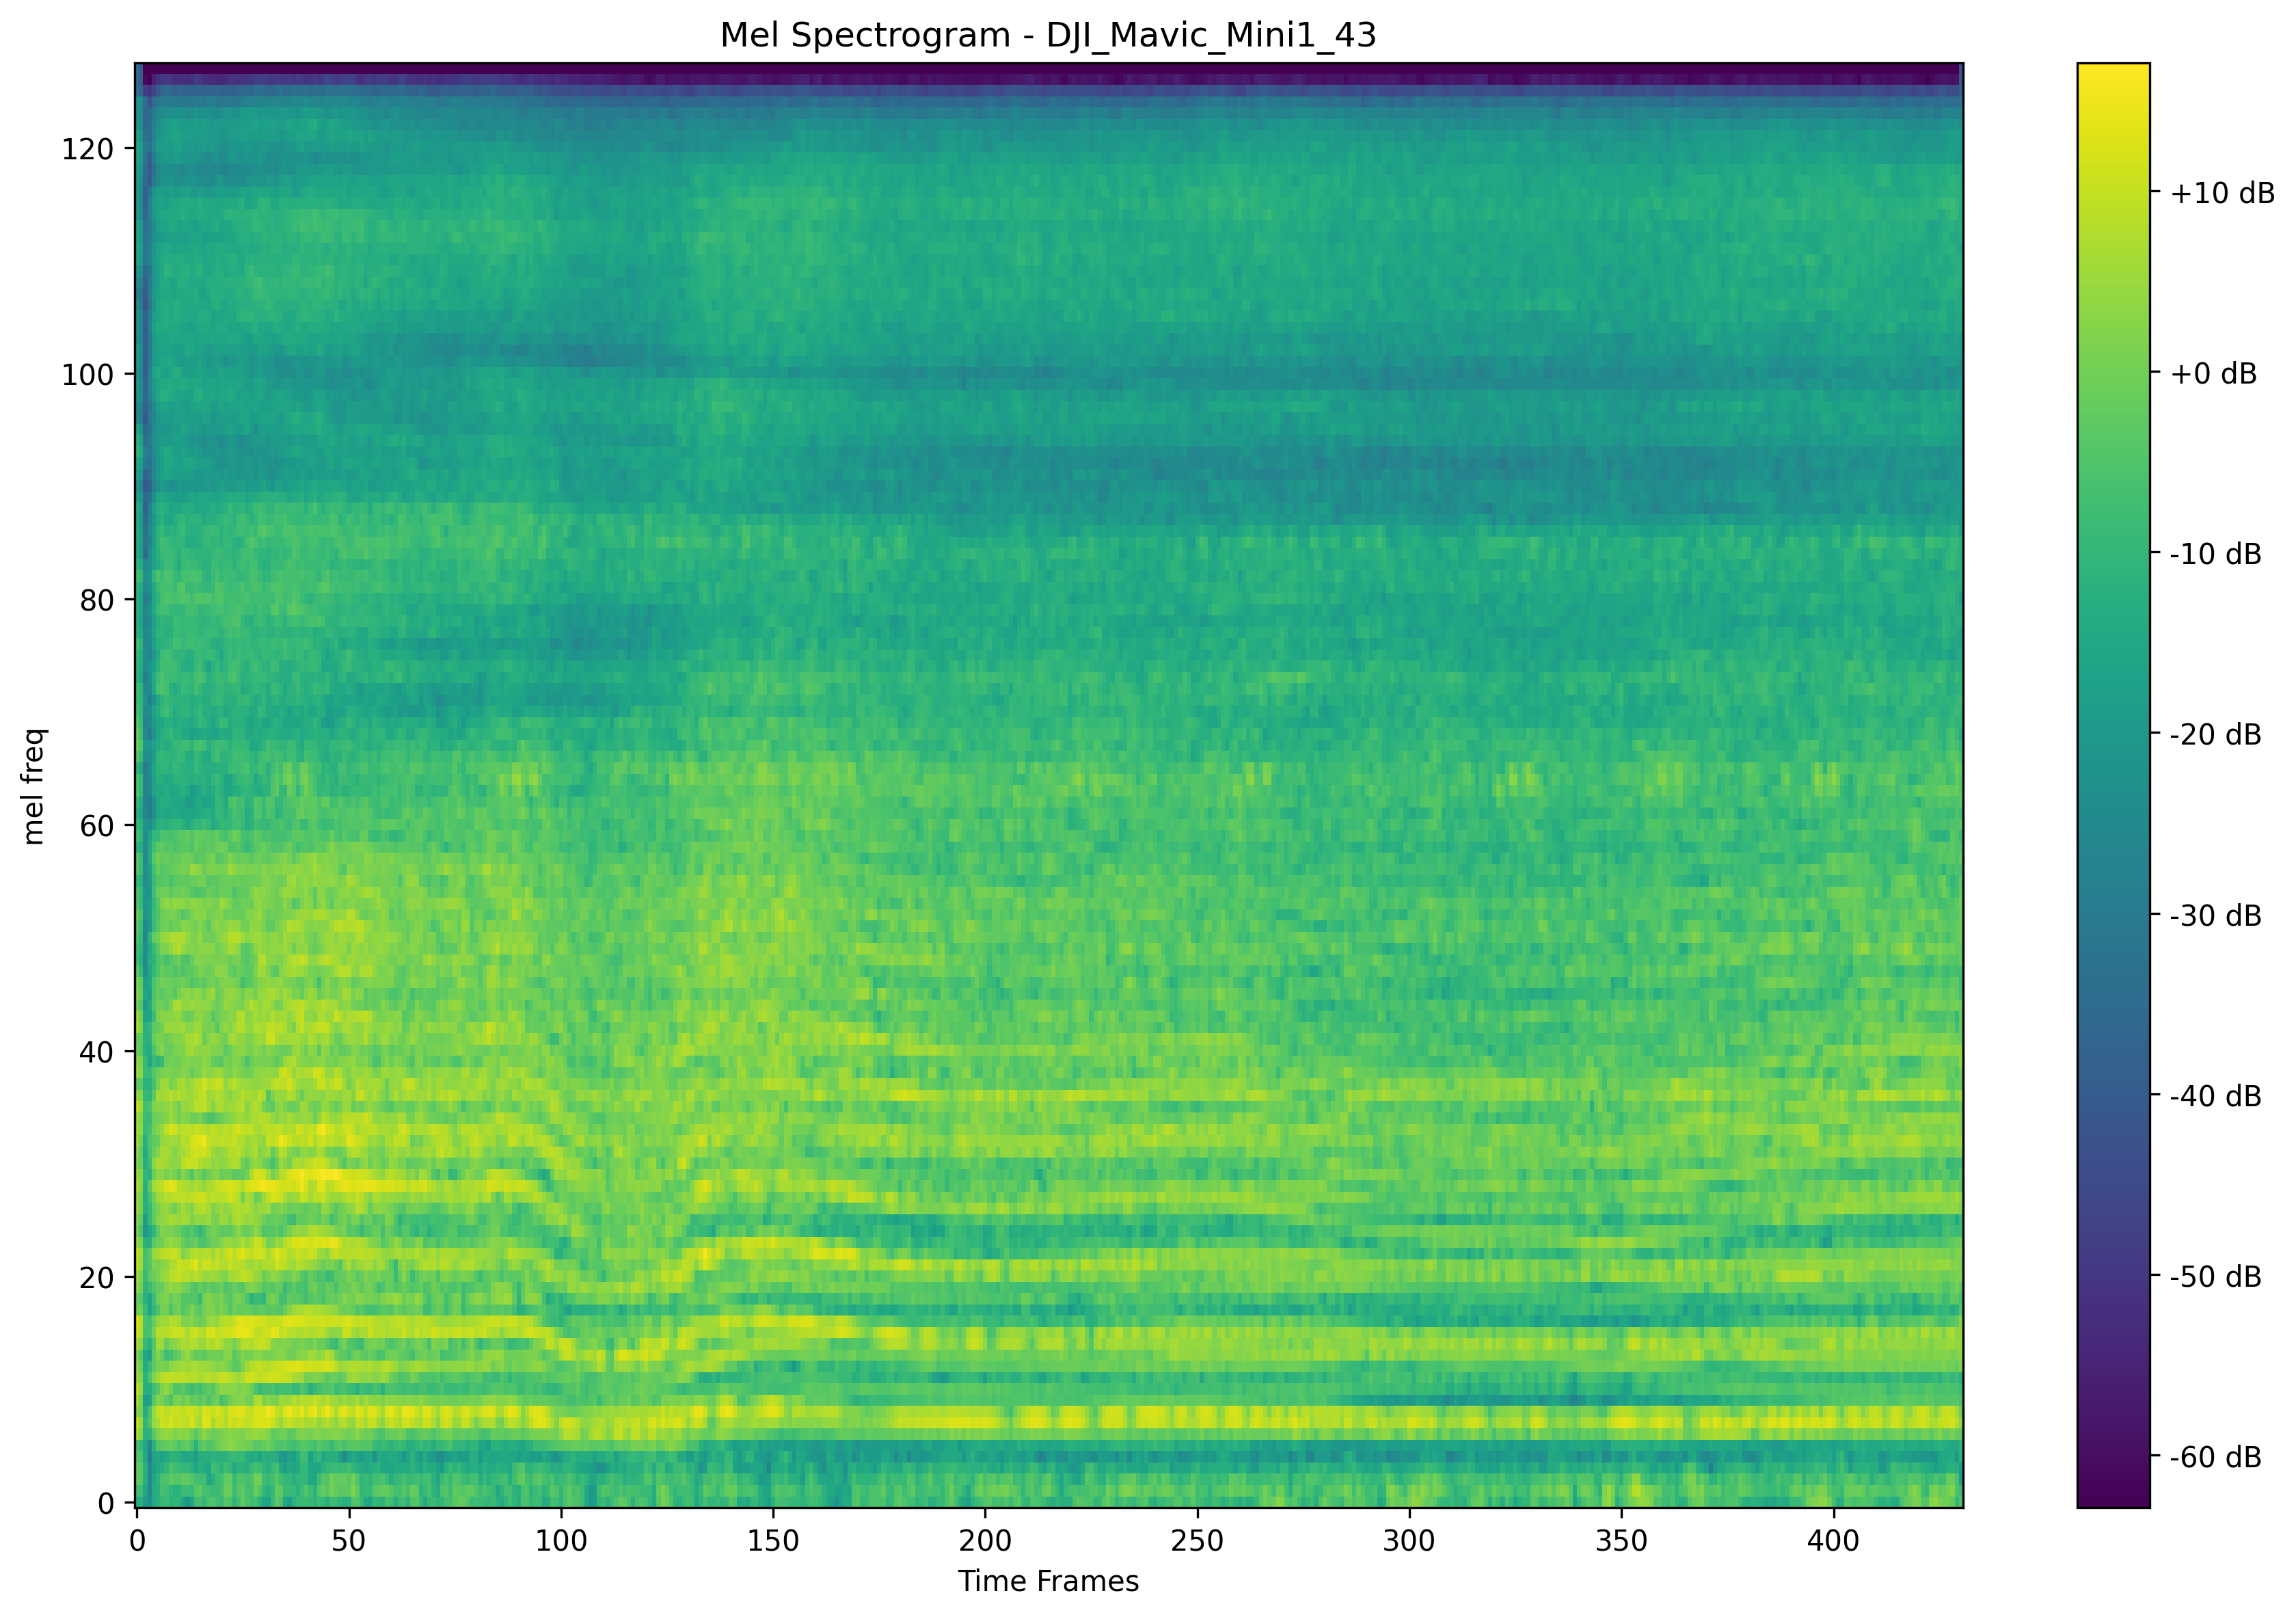 Mel Spectrogram - DJI_Mavic_Mini1_43
mel freq
120
100
80
60
40
20
0
0 50 100 150 200 250 300 350 400
Time Frames
+10 dB
+0 dB
-10 dB
-20 dB
-30 dB
-40 dB
-50 dB
-60 dB